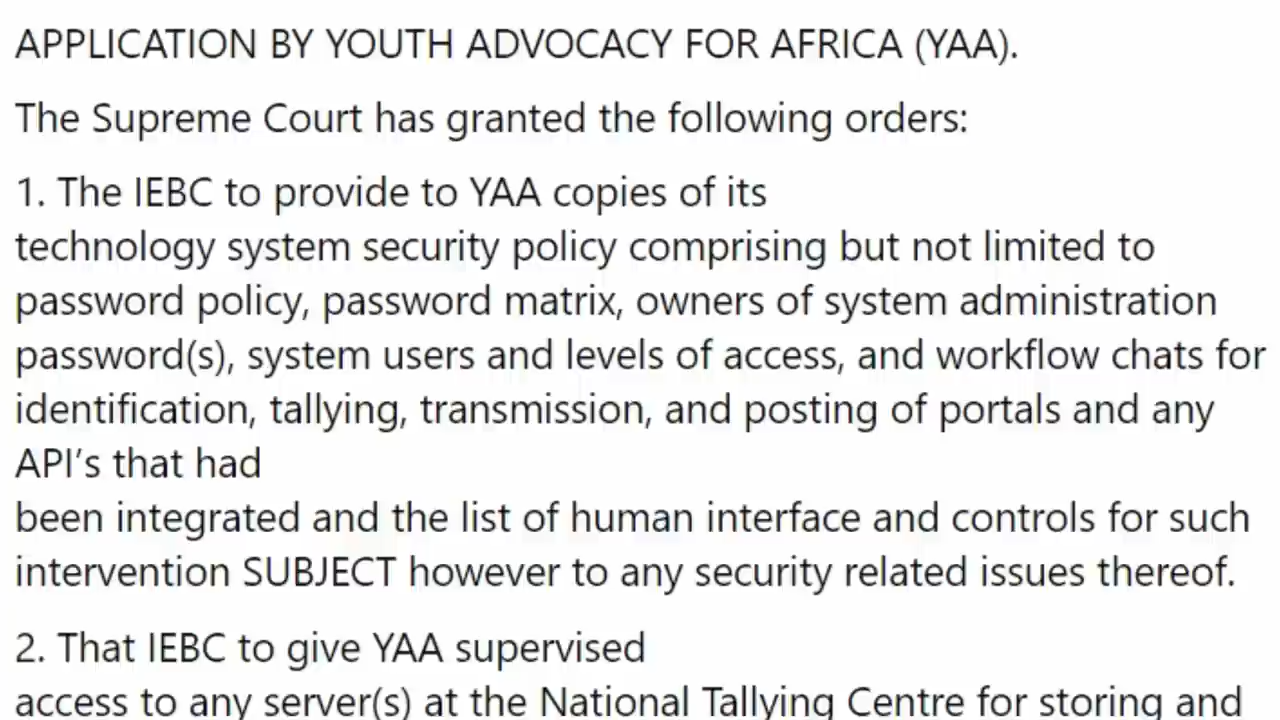 APPLICATION BY YOUTH ADVOCACY FOR AFRICA (YAA).
The Supreme Court has granted the following orders:
1. The IEBC to provide to YAA copies of its
technology system security policy comprising but not limited to
password policy, password matrix, owners of system administration
password(s), system users and levels of access, and workflow chats for
identification, tallying, transmission, and posting of portals and any
API’s that had
been integrated and the list of human interface and controls for such
intervention SUBJECT however to any security related issues thereof.
2. That IEBC to give YAA supervised
access to any server(s) at the National Tallying Centre for storing and